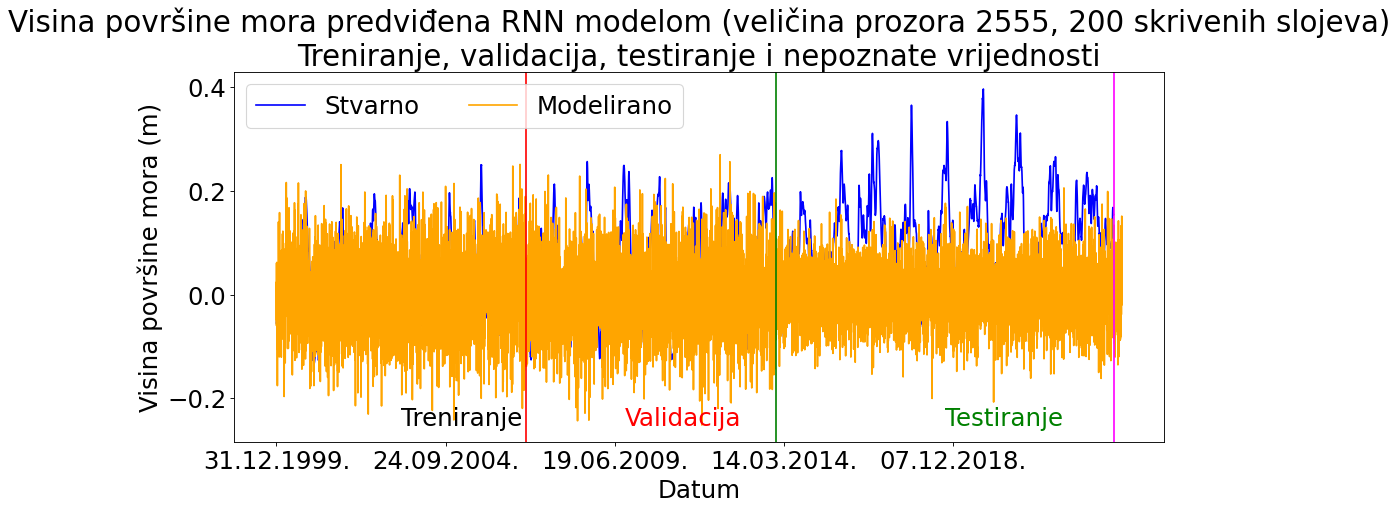 Visina površine mora predviđena RNN modelom (veličina prozora 2555, 200 skrivenih slojeva)
Treniranje, validacija, testiranje i nepoznate vrijednosti
Stvarno
Modelirano
Visina površine mora (m)
0.4
0.2
0.0
−0.2
Treniranje
Validacija
Testiranje
31.12.1999.
24.09.2004.
19.06.2009.
14.03.2014.
07.12.2018.
Datum